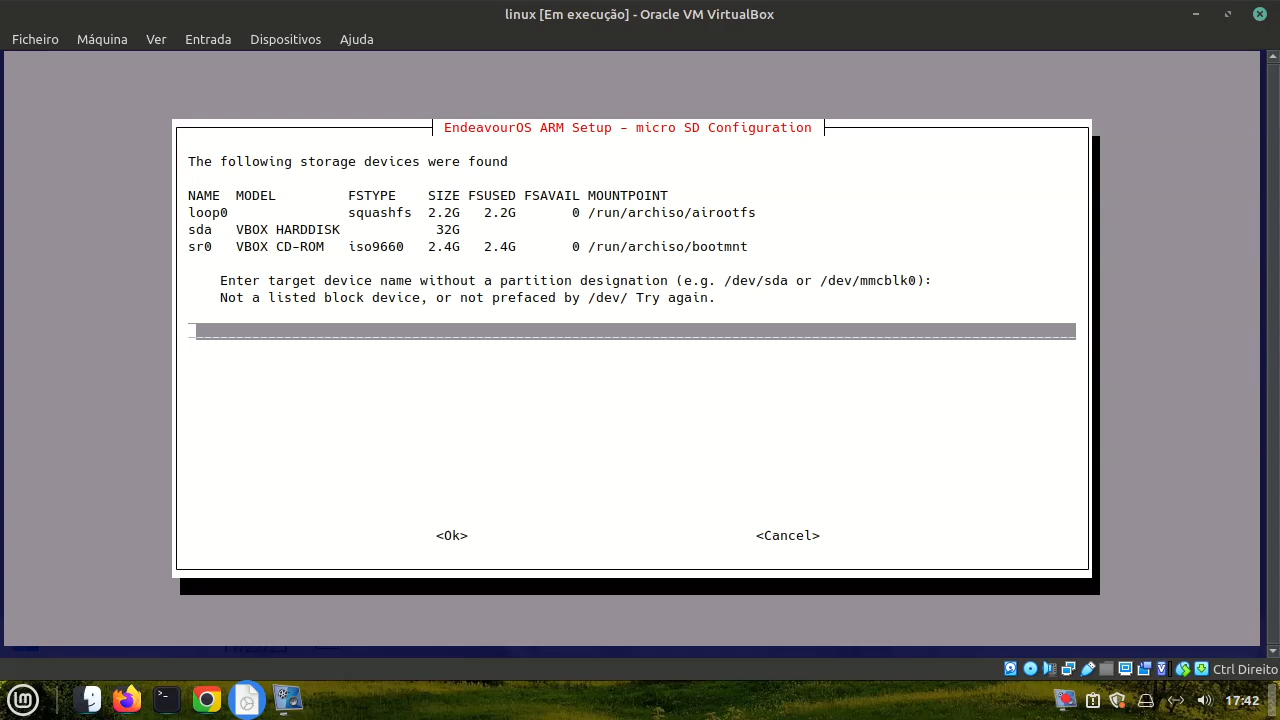 linux [Em execução] - Oracle VM VirtualBox
Ficheiro Máquina Ver Entrada Dispositivos Ajuda
EndeavourOS ARM Setup - micro SD Configuration
The following storage devices were found
NAME MODEL FSTYPE SIZE FSUSED FSAVAIL MOUNTPOINT
loop0 squashfs 2.2G 2.2G 0 /run/archiso/airootfs
sda VBOX HARDDISK 32G
sr0 VBOX CD-ROM iso9660 2.4G 2.4G 0 /run/archiso/bootmnt
Enter target device name without a partition designation (e.g. /dev/sda or /dev/mmcblk0):
Not a listed block device, or not prefaced by /dev/ Try again.
<Ok> <Cancel>
Ctrl Direito
17:42